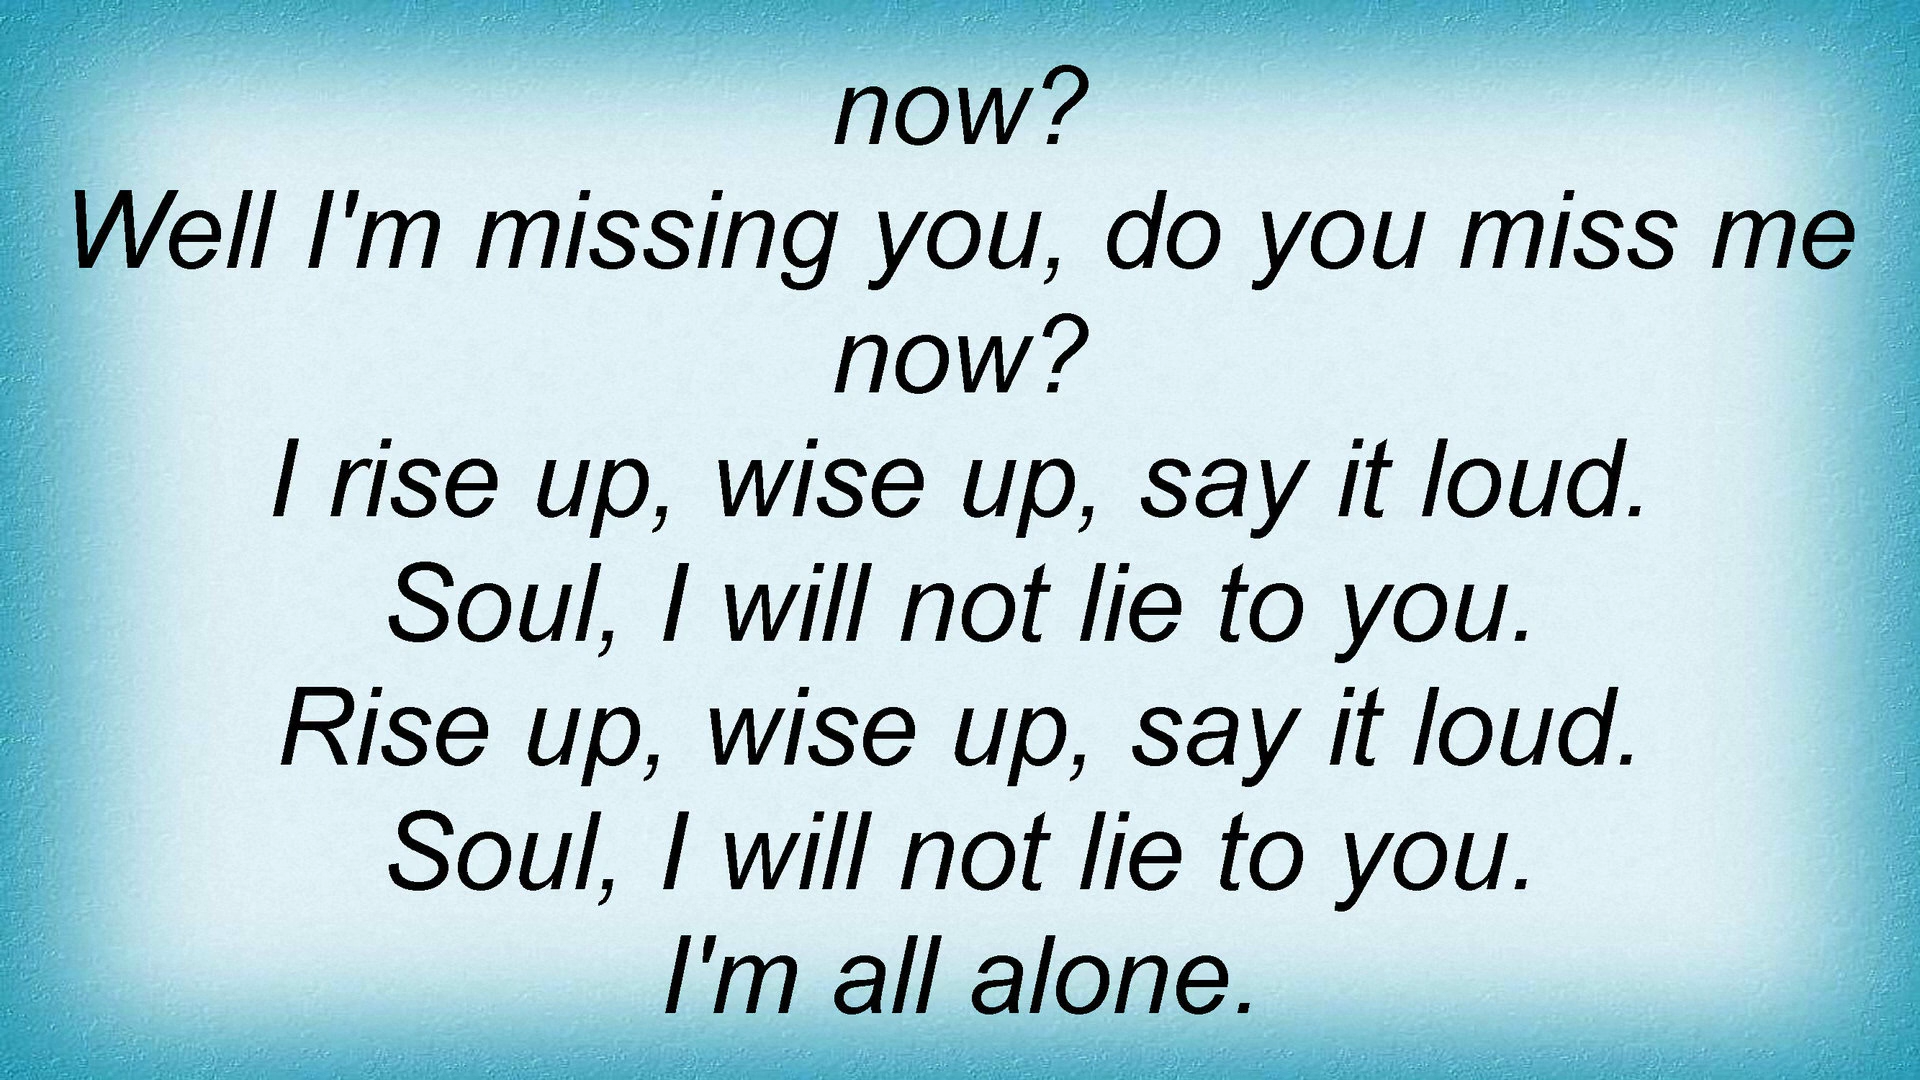 now?
Well I'm missing you, do you miss me
now?
I rise up, wise up, say it loud.
Soul, I will not lie to you.
Rise up, wise up, say it loud.
Soul, I will not lie to you.
I'm all alone.